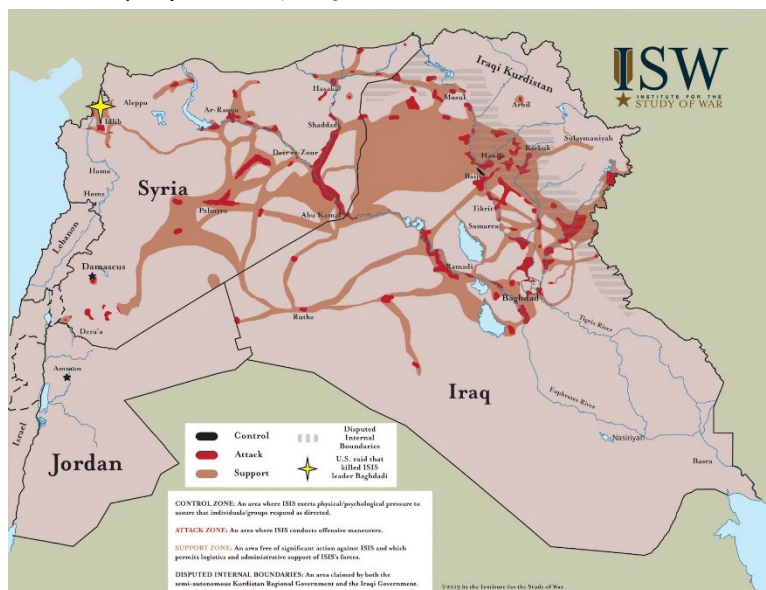 ISW
INSTITUTE FOR THE
STUDY OF WAR
Iraqi Kurdistan
Aleppo
Idlib
Ar-Raqqa
Hasaka
Shaddadi
Mosul
Arbil
Sulaymaniyah
Kirkuk
Hawija
Baiji
Deir ez-Zour
Hama
Homs
Syria
Palmyra
Abu Kamal
Tikrit
Samarra
Lebanon
Damascus
Ramadi
Baghdad
Dera'a
Rutba
Tigris River
Amman
Iraq
Euphrates River
Israel
Nasiriyah
Basra
Jordan
Control
Attack
Support
Disputed
Internal
Boundaries
U.S. raid that
killed ISIS
leader Baghdadi
CONTROL ZONE: An area where ISIS exerts physical/psychological pressure to
assure that individuals/groups respond as directed.
ATTACK ZONE: An area where ISIS conducts offensive maneuvers.
SUPPORT ZONE: An area free of significant action against ISIS and which
permits logistics and administrative support of ISIS's forces.
DISPUTED INTERNAL BOUNDARIES: An area claimed by both the
semi-autonomous Kurdistan Regional Government and the Iraqi Government.
©2019 by the Institute for the Study of War